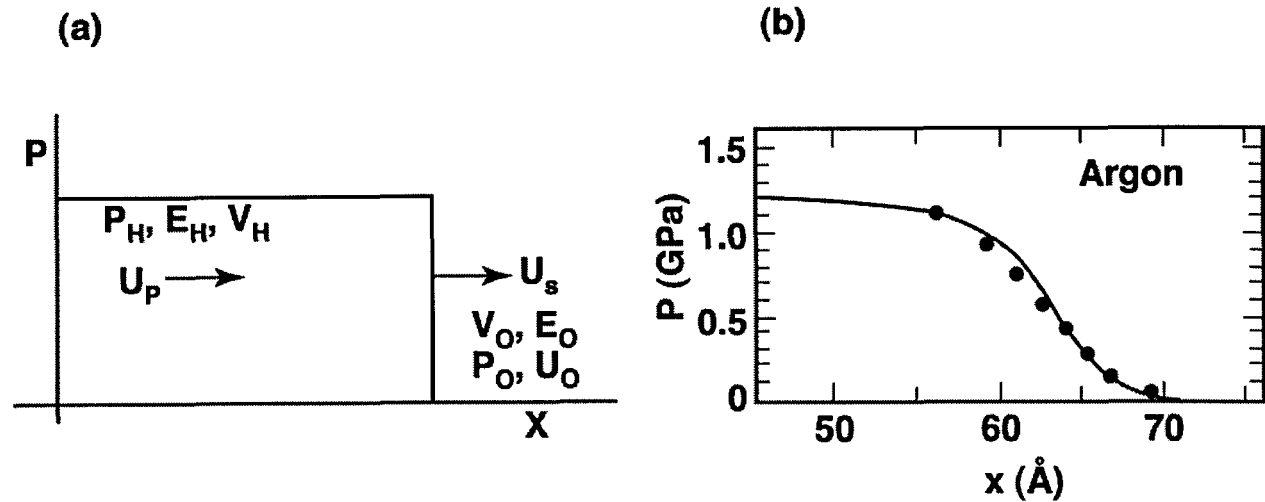 (a)
P
P_H, E_H, V_H
U_P
U_s
V_O, E_O
P_O, U_O
X
(b)
Argon
P (GPa)
1.5
1.0
0.5
0
50 60 70
x (Å)